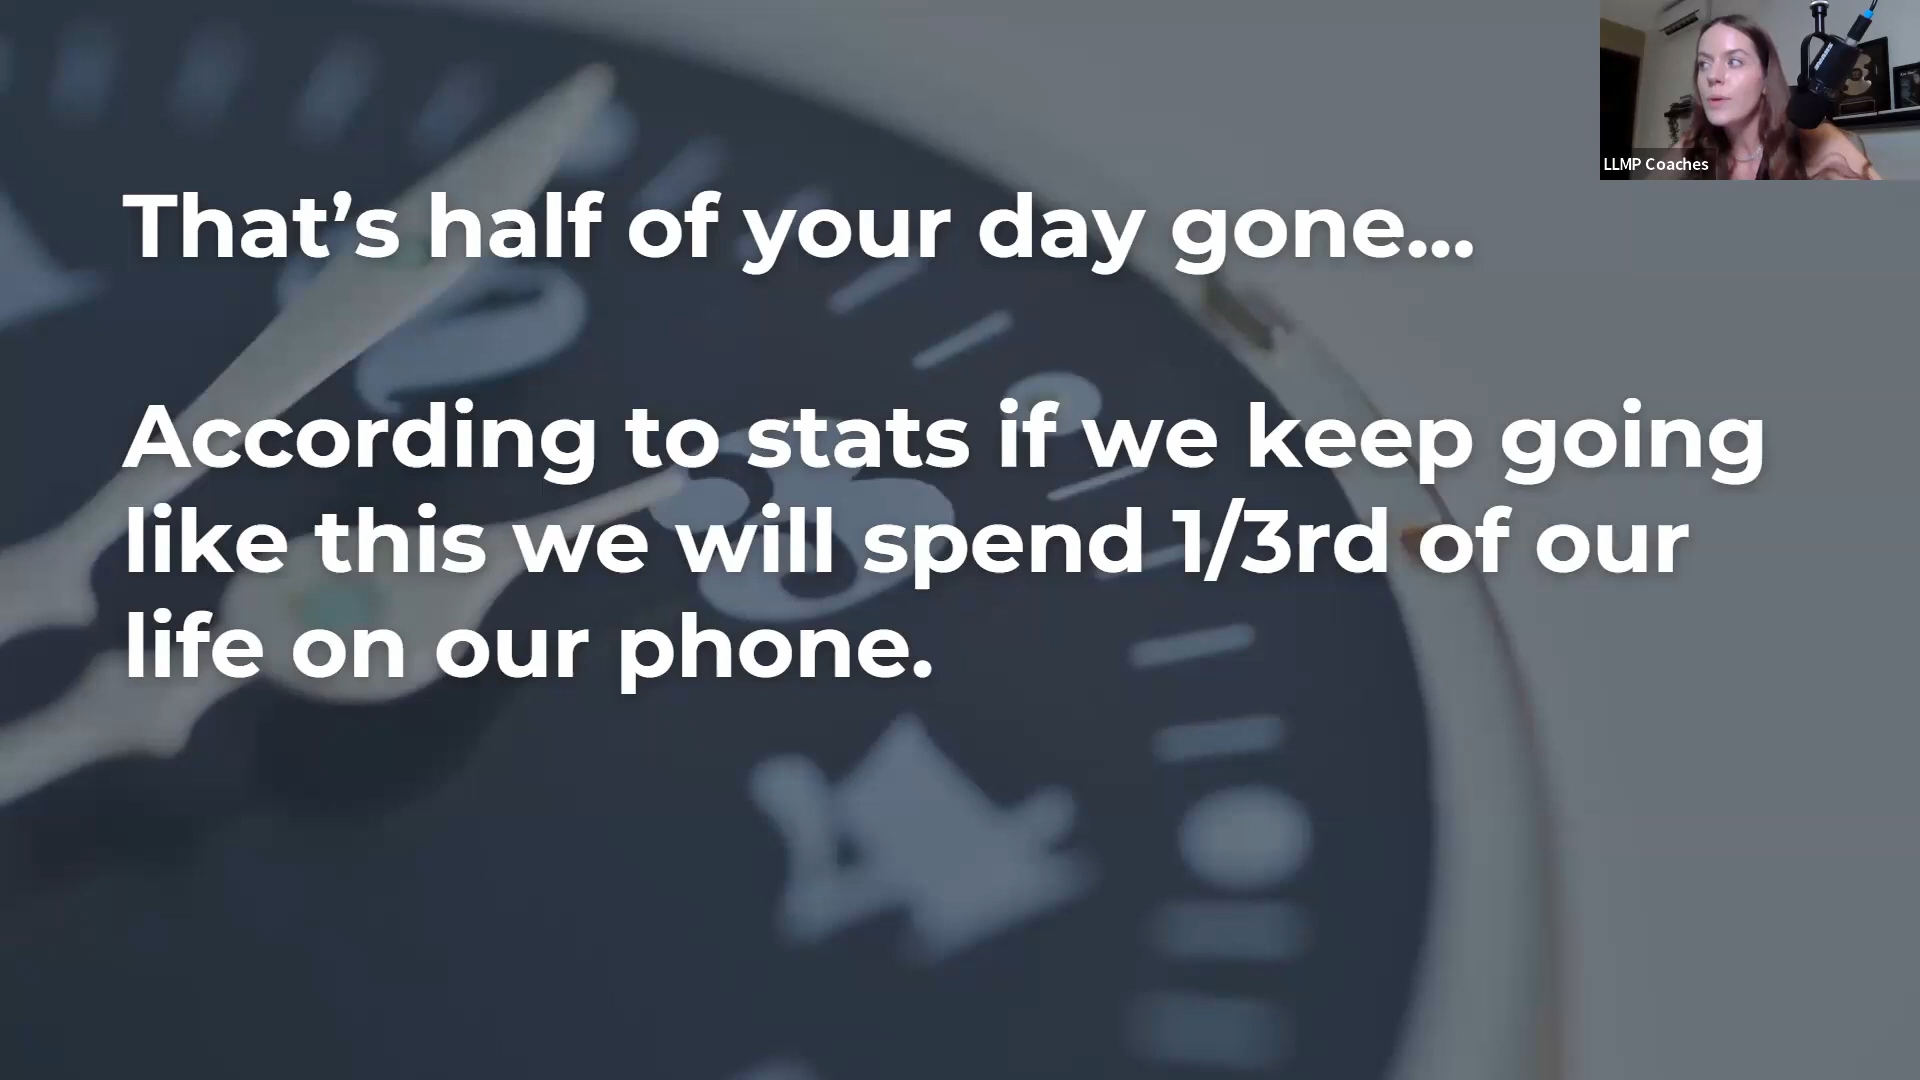 LLMP Coaches
That’s half of your day gone...
According to stats if we keep going
like this we will spend 1/3rd of our
life on our phone.